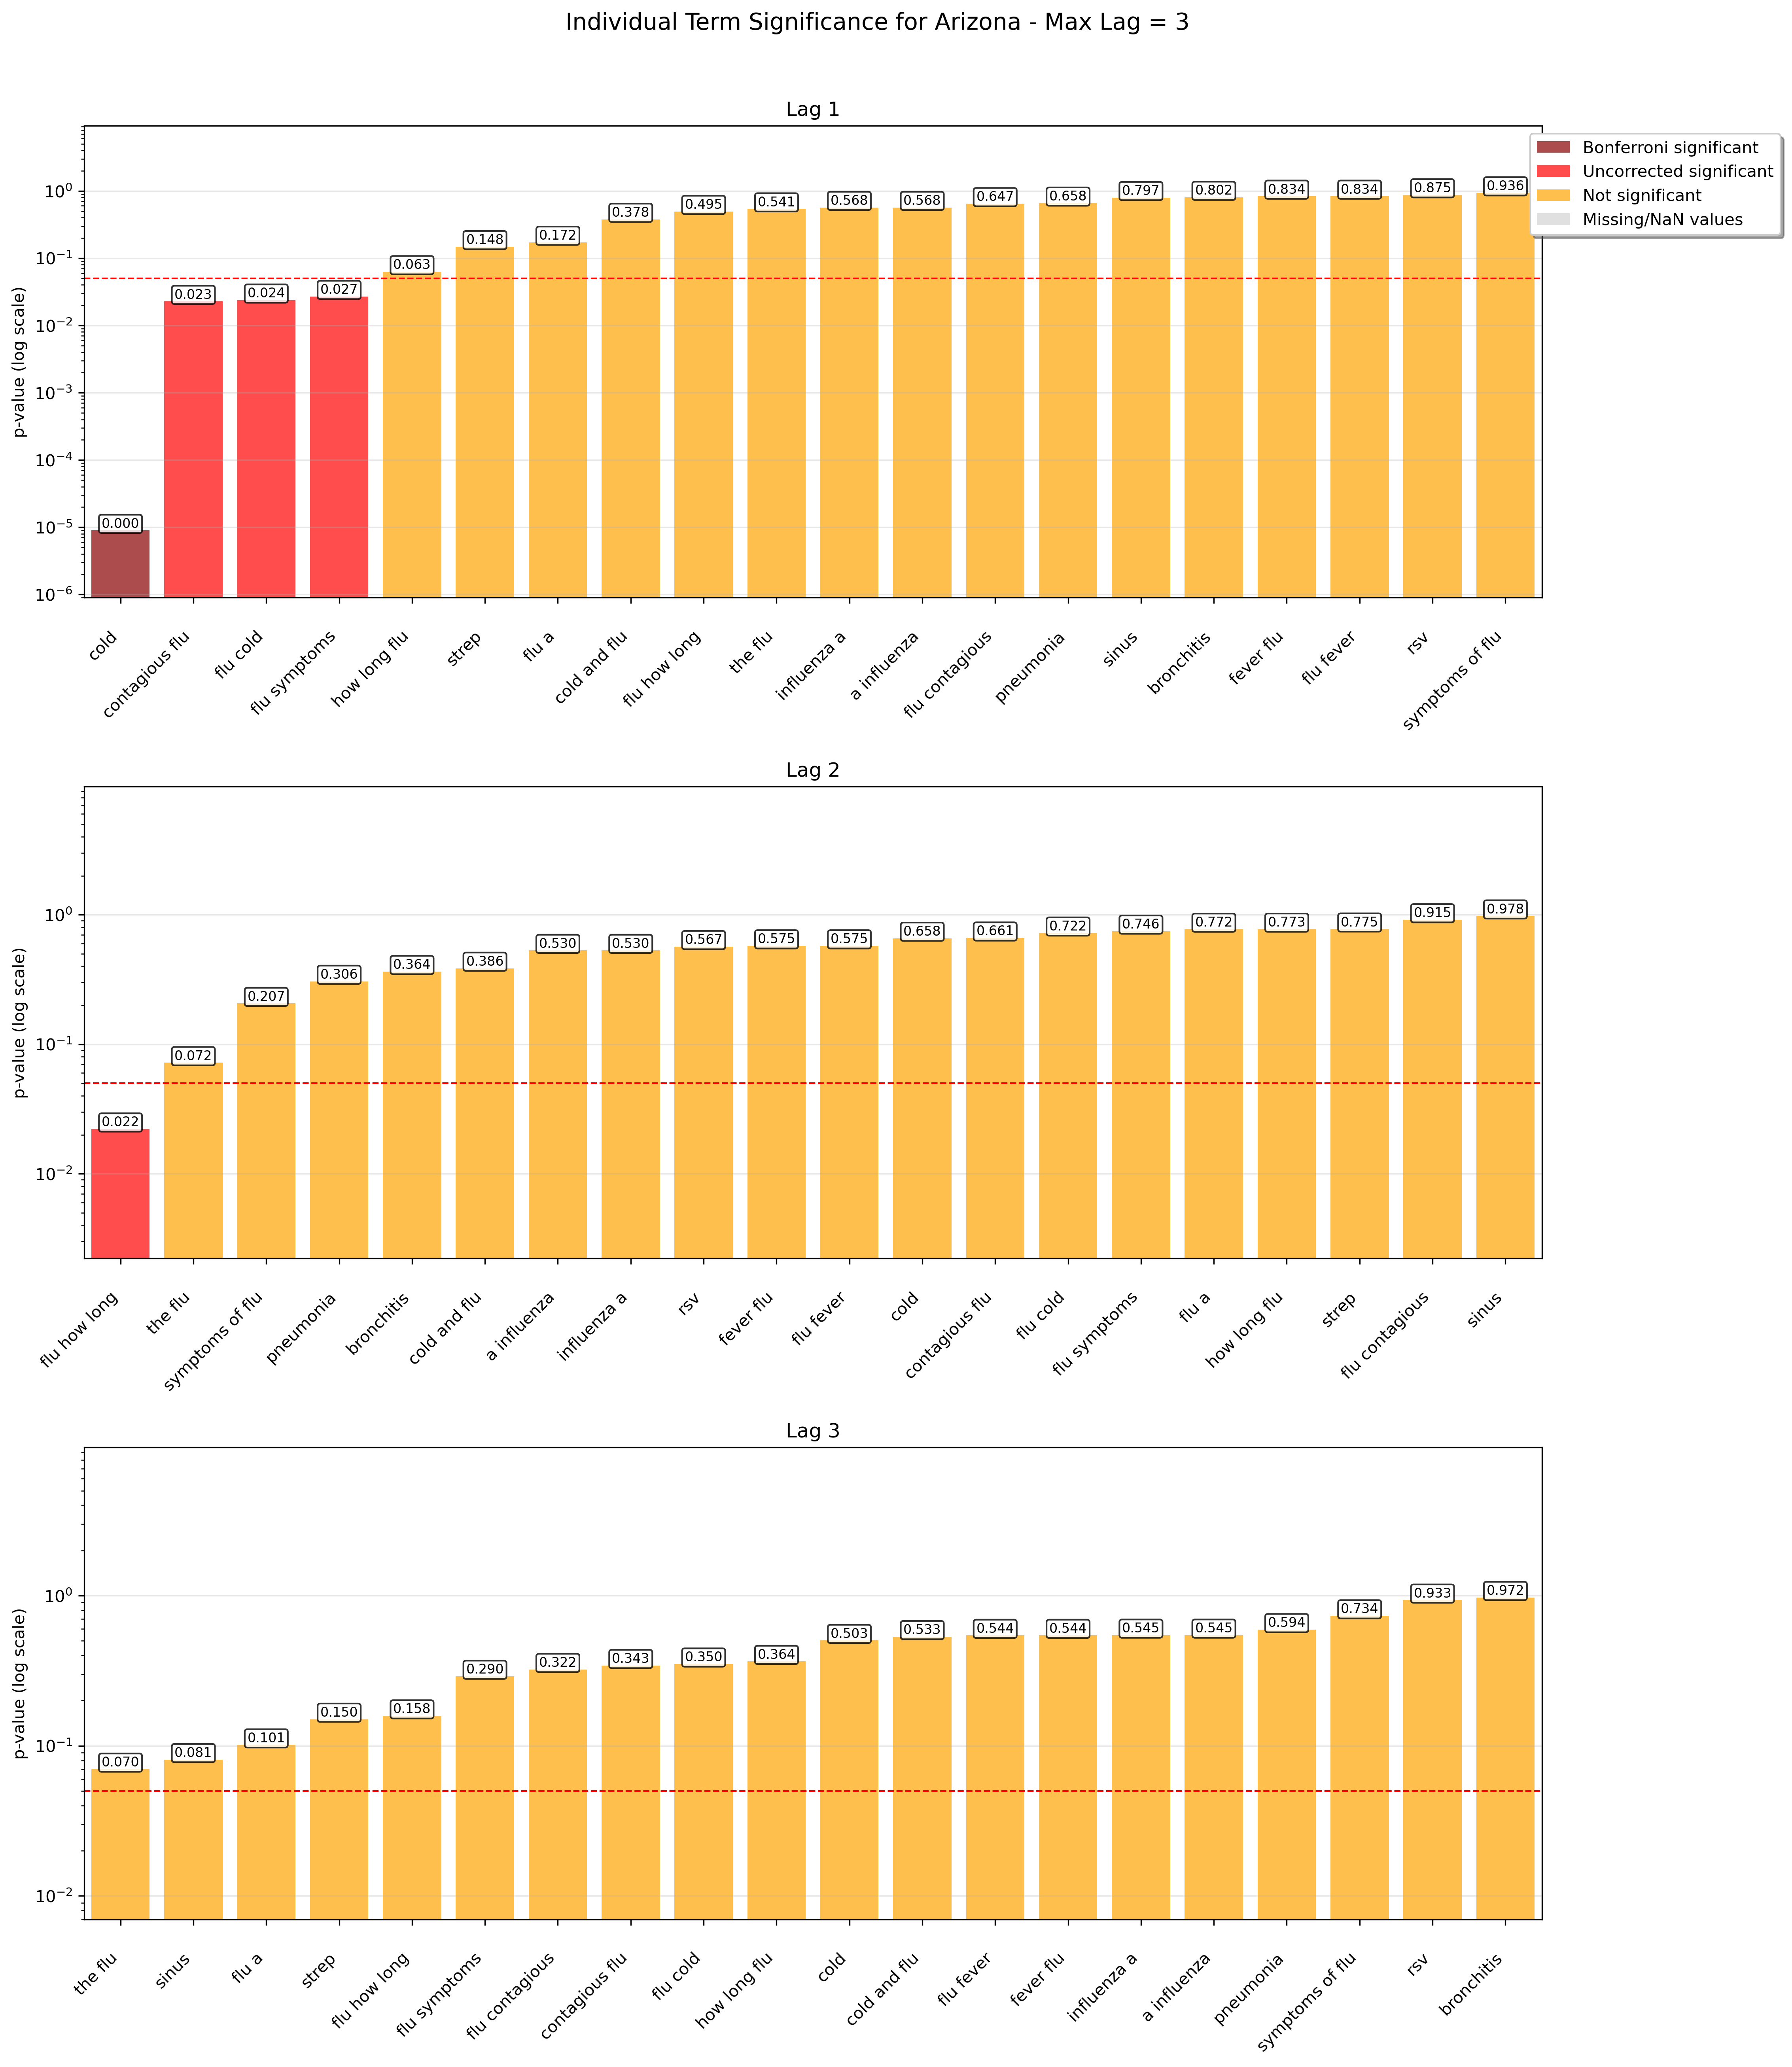 Individual Term Significance for Arizona - Max Lag = 3
Lag 1
p-value (log scale)
10⁰
10⁻¹
10⁻²
10⁻³
10⁻⁴
10⁻⁵
10⁻⁶
0.000
0.023
0.024
0.027
0.063
0.148
0.172
0.378
0.495
0.541
0.568
0.568
0.647
0.658
0.797
0.802
0.834
0.834
0.875
0.936
Bonferroni significant
Uncorrected significant
Not significant
Missing/NaN values
cold
contagious flu
flu cold
flu symptoms
how long flu
strep
flu a
cold and flu
flu how long
the flu
influenza a
a influenza
flu contagious
pneumonia
sinus
bronchitis
fever flu
flu fever
rsv
symptoms of flu
Lag 2
p-value (log scale)
10⁰
10⁻¹
10⁻²
0.022
0.072
0.207
0.306
0.364
0.386
0.530
0.530
0.567
0.575
0.575
0.658
0.661
0.722
0.746
0.772
0.773
0.775
0.915
0.978
flu how long
the flu
symptoms of flu
pneumonia
bronchitis
cold and flu
a influenza
influenza a
rsv
fever flu
flu fever
cold
contagious flu
flu cold
flu symptoms
flu a
how long flu
strep
flu contagious
sinus
Lag 3
p-value (log scale)
10⁰
10⁻¹
10⁻²
0.070
0.081
0.101
0.150
0.158
0.290
0.322
0.343
0.350
0.364
0.503
0.533
0.544
0.544
0.545
0.545
0.594
0.734
0.933
0.972
the flu
sinus
flu a
strep
flu how long
flu symptoms
flu contagious
contagious flu
flu cold
how long flu
cold
cold and flu
flu fever
fever flu
influenza a
a influenza
pneumonia
symptoms of flu
rsv
bronchitis